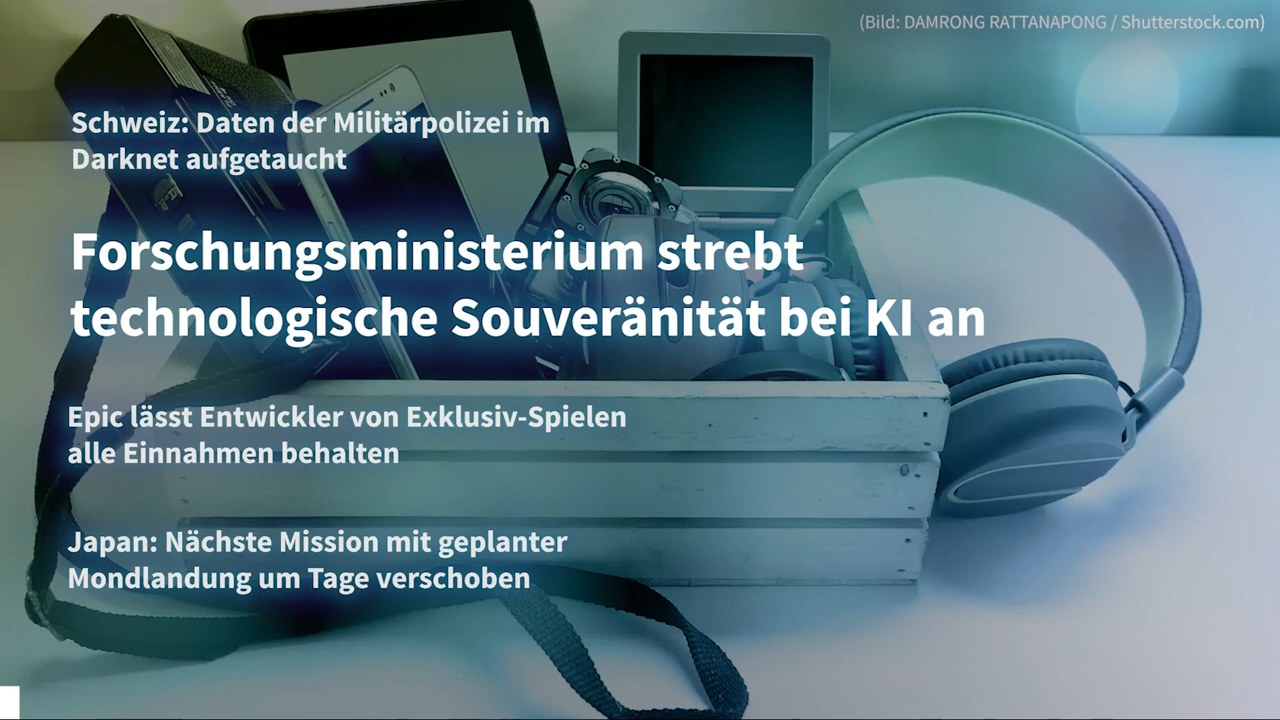 (Bild: DAMRONG RATTANAPONG / Shutterstock.com)
Schweiz: Daten der Militärpolizei im
Darknet aufgetaucht
Forschungsministerium strebt
technologische Souveränität bei KI an
Epic lässt Entwickler von Exklusiv-Spielen
alle Einnahmen behalten
Japan: Nächste Mission mit geplanter
Mondlandung um Tage verschoben